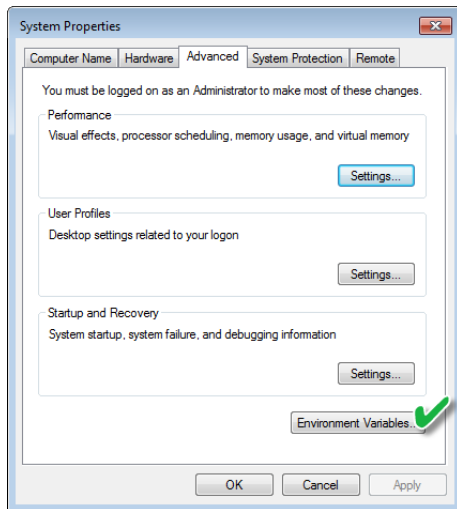 System Properties
Computer Name Hardware Advanced System Protection Remote
You must be logged on as an Administrator to make most of these changes.
Performance
Visual effects, processor scheduling, memory usage, and virtual memory
Settings...
User Profiles
Desktop settings related to your logon
Settings...
Startup and Recovery
System startup, system failure, and debugging information
Settings...
Environment Variables...
OK Cancel Apply